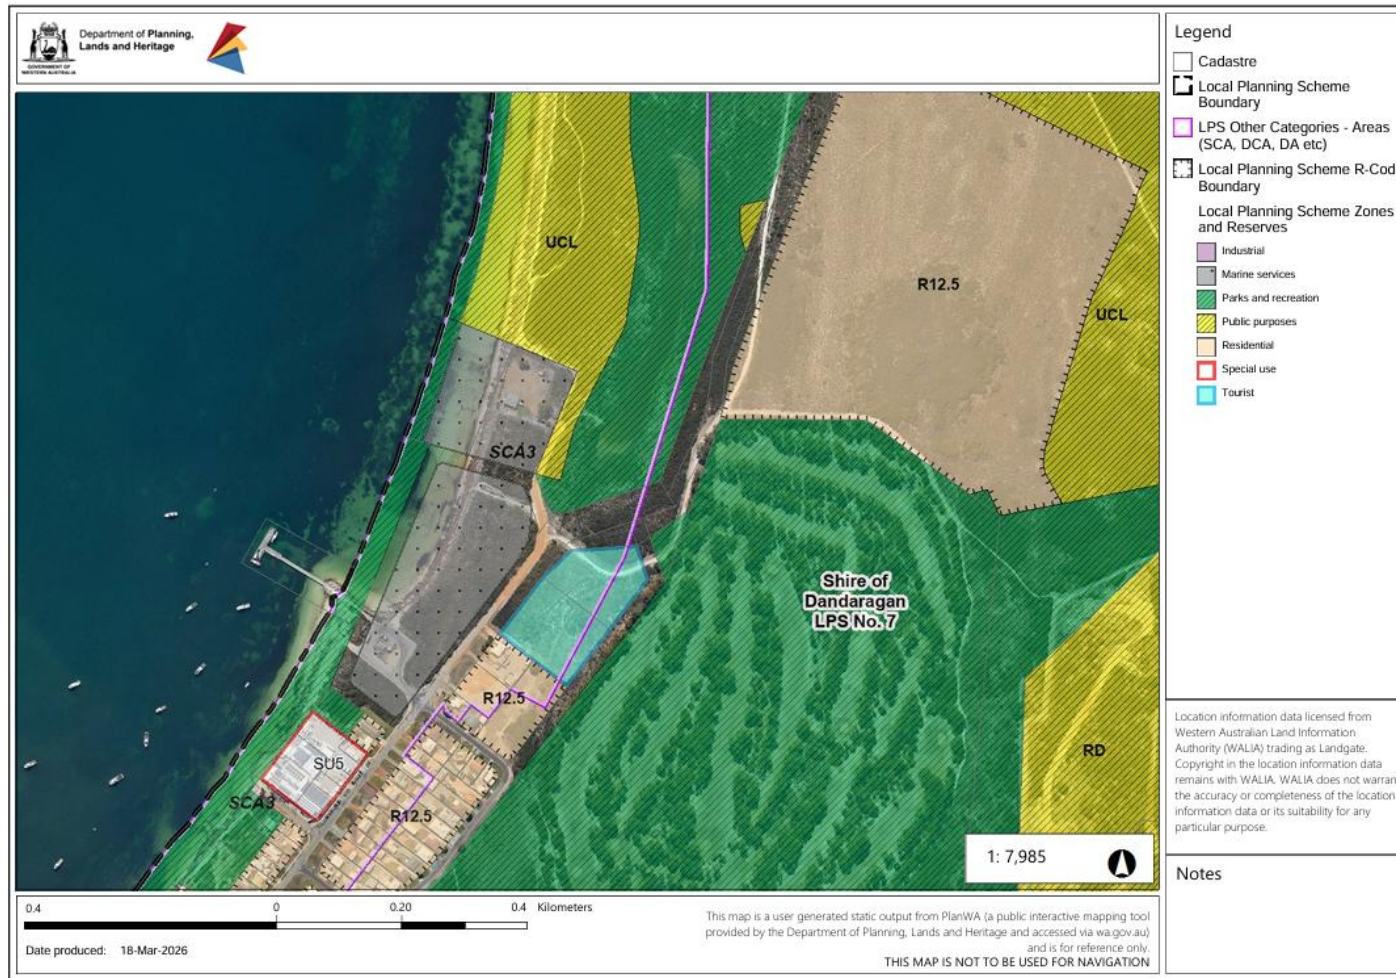 Department of Planning,
Lands and Heritage
GOVERNMENT OF
WESTERN AUSTRALIA
Legend
Cadastre
Local Planning Scheme
Boundary
LPS Other Categories - Areas
(SCA, DCA, DA etc)
Local Planning Scheme R-Cod
Boundary
Local Planning Scheme Zones
and Reserves
Industrial
Marine services
Parks and recreation
Public purposes
Residential
Special use
Tourist
UCL
R12.5
UCL
SCA3
Shire of
Dandaragan
LPS No. 7
R12.5
RD
SU5
SCA3
R12.5
1: 7,985
Location information data licensed from
Western Australian Land Information
Authority (WALIA) trading as Landgate.
Copyright in the location information data
remains with WALIA. WALIA does not warran
the accuracy or completeness of the location
information data or its suitability for any
particular purpose.
Notes
0.4 0 0.20 0.4 Kilometers
Date produced: 18-Mar-2026
This map is a user generated static output from PlanWA (a public interactive mapping tool
provided by the Department of Planning, Lands and Heritage and accessed via wa.gov.au)
and is for reference only.
THIS MAP IS NOT TO BE USED FOR NAVIGATION